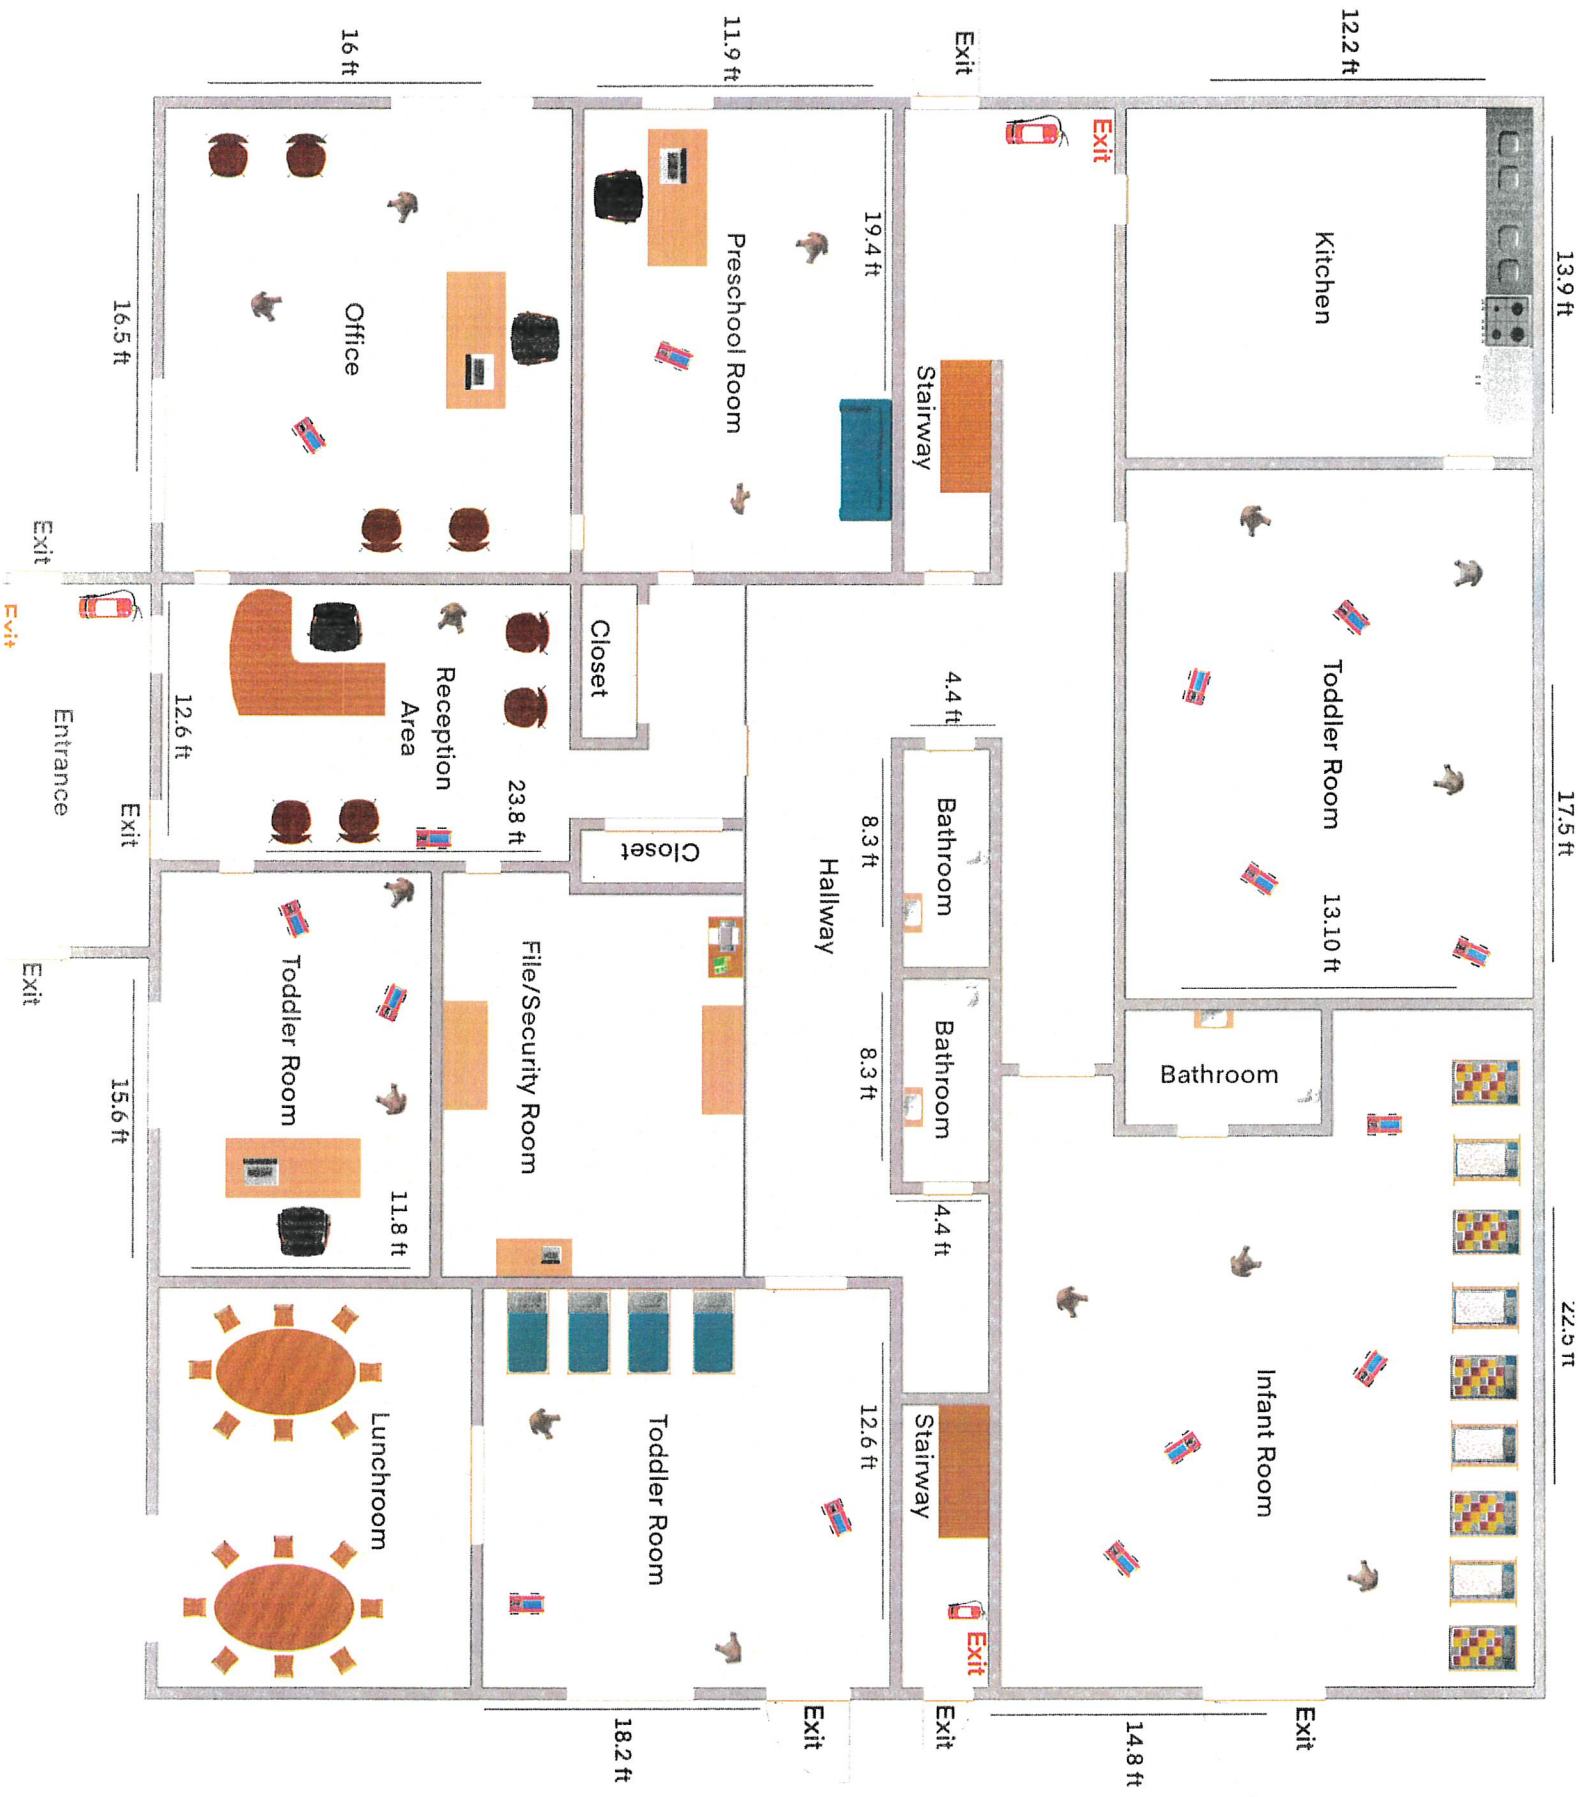 12.2 ft
11.9 ft
16 ft
Exit
13.9 ft
Exit
Kitchen
19.4 ft
Preschool Room
Office
16.5 ft
Stairway
17.5 ft
Toddler Room
13.10 ft
4.4 ft
Closet
Reception
Area
12.6 ft
23.8 ft
Exit
Exit
Entrance
Exit
Exit
Bathroom
8.3 ft
Hallway
Closet
Bathroom
8.3 ft
4.4 ft
Bathroom
File/Security Room
Toddler Room
11.8 ft
15.6 ft
22.5 ft
Infant Room
Stairway
12.6 ft
Toddler Room
Lunchroom
Exit
Exit
Exit
Exit
14.8 ft
18.2 ft